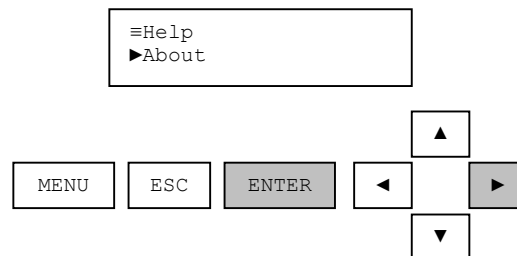 ≡Help
►About
▲
MENU ESC ENTER ◄ ►
▼